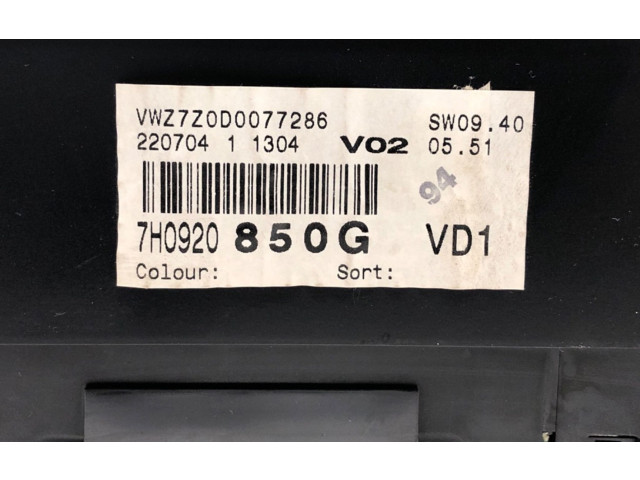 VWZ7Z0D0077286 SW09.40
220704 1 1304 V02 05.51
94
7H0920 850G VD1
Colour: Sort: